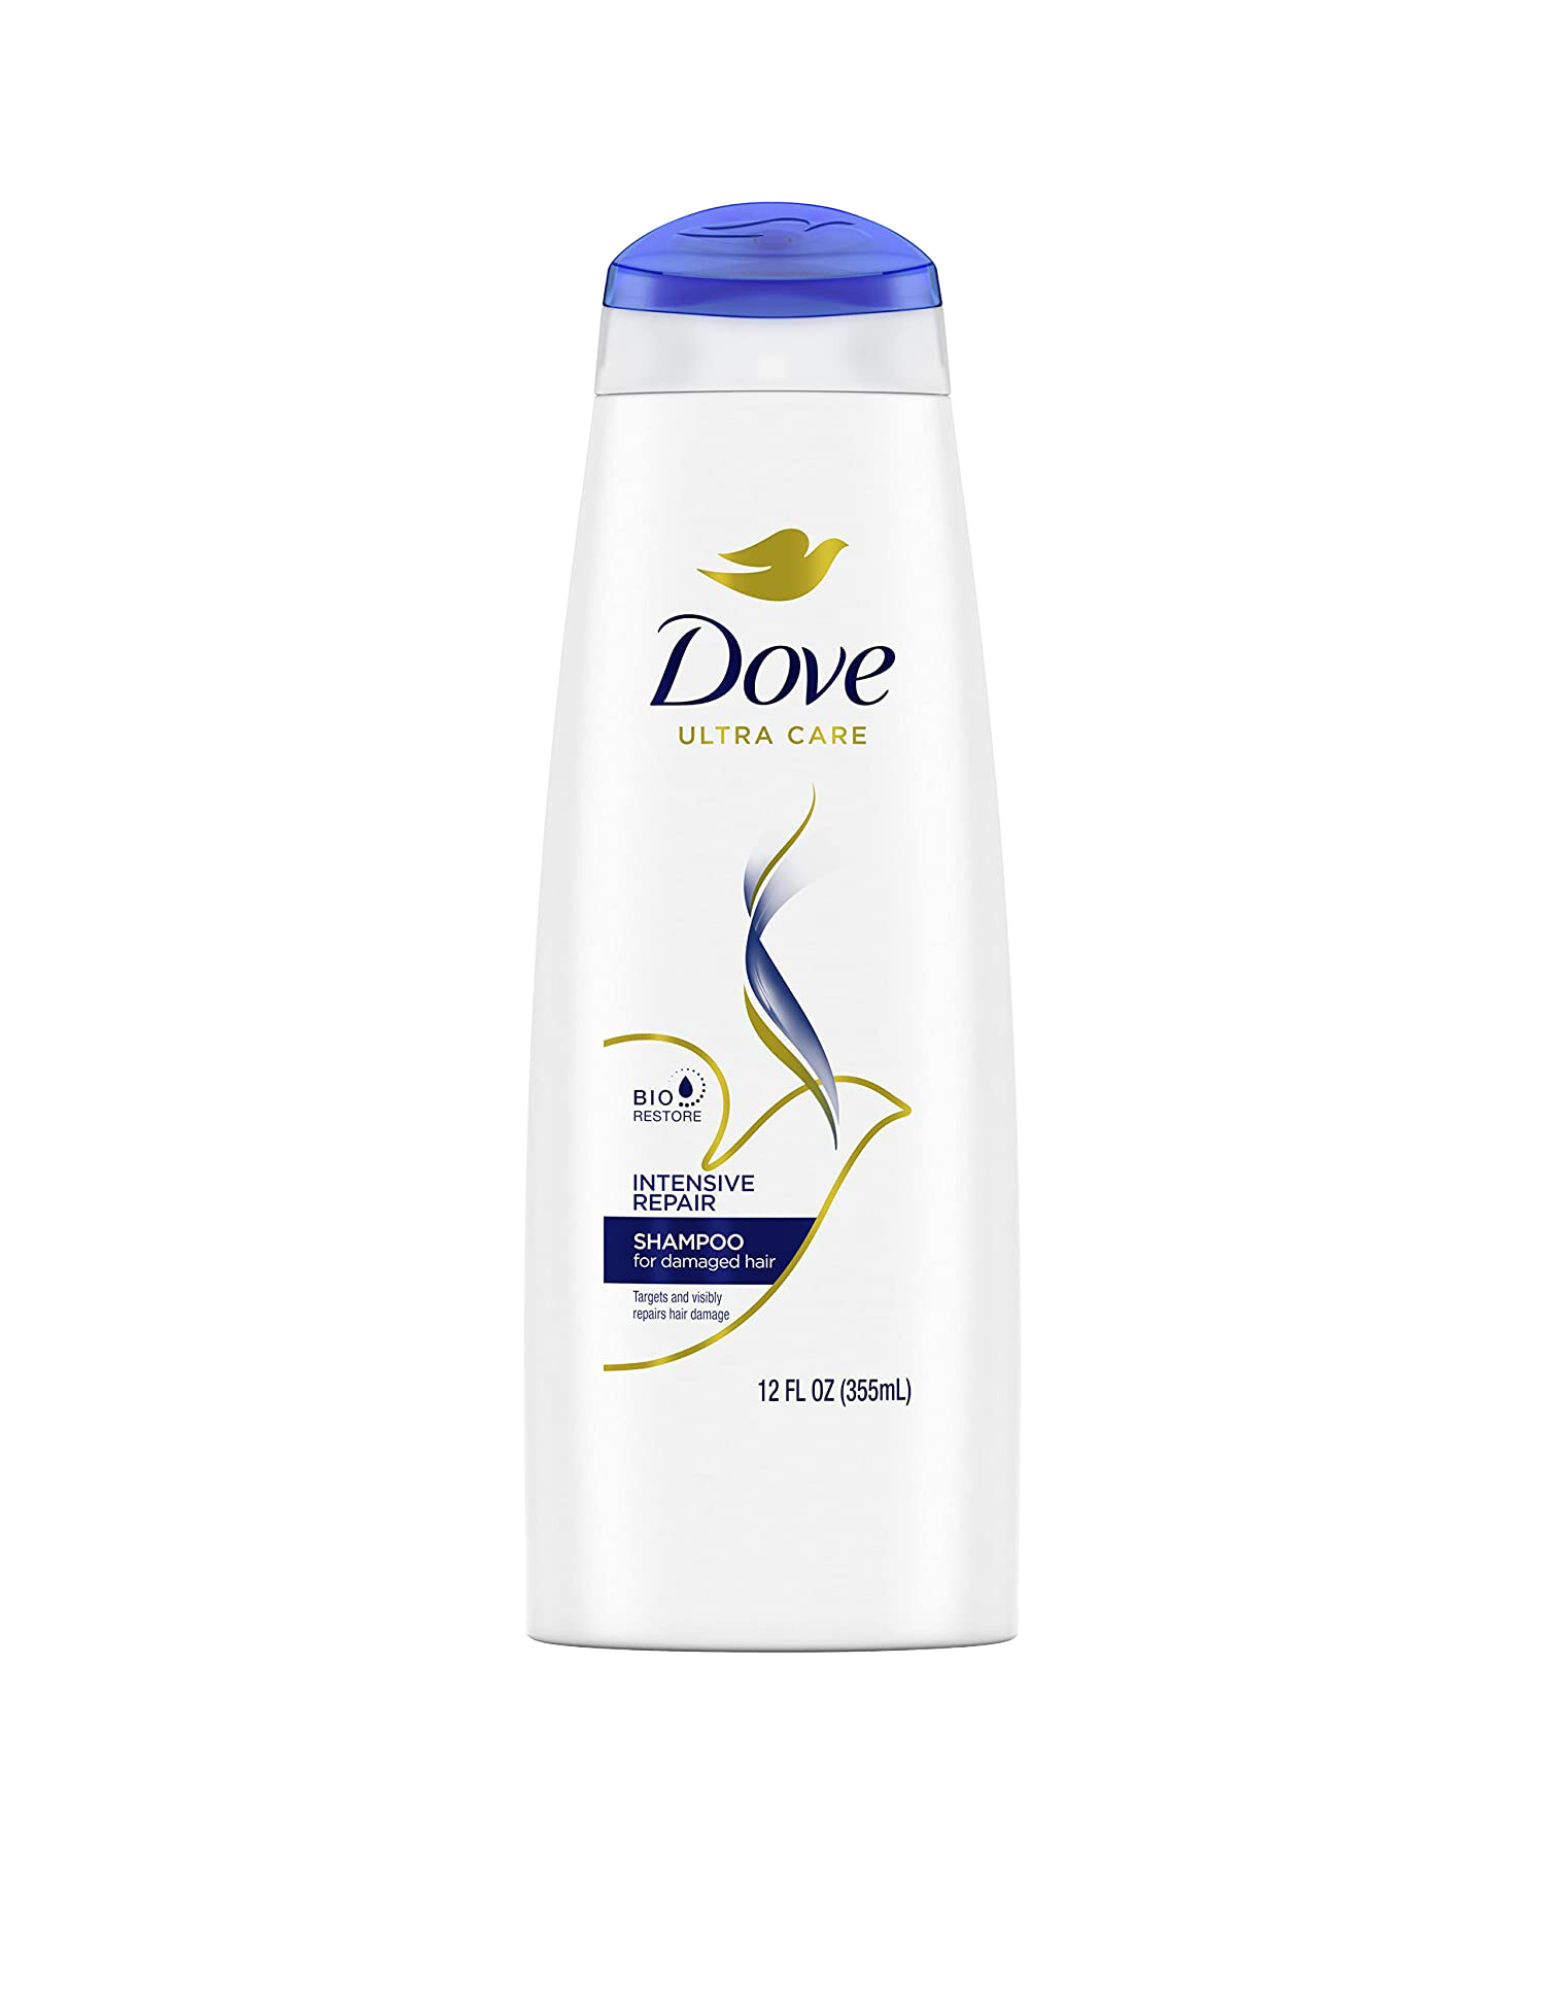 Dove
ULTRA CARE
BIO
RESTORE
INTENSIVE
REPAIR
SHAMPOO
for damaged hair
Targets and visibly
repairs hair damage
12 FL OZ (355mL)